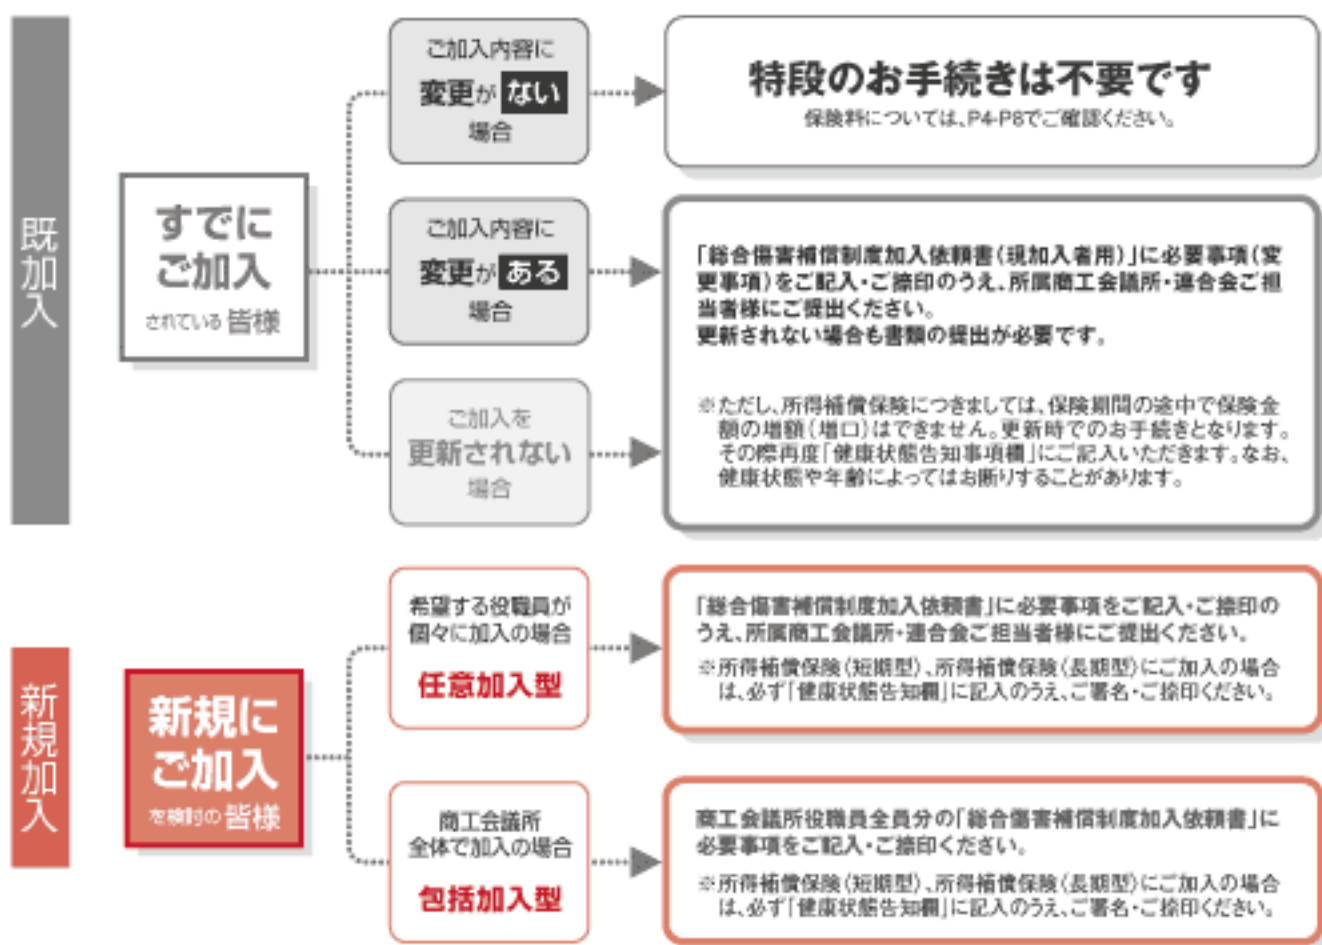 既加入
すでに
ご加入
されている皆様
ご加入内容に
変更が ない
場合
特段のお手続きは不要です
保険料については、P4-P8でご確認ください。
ご加入内容に
変更が ある
場合
ご加入を
更新されない
場合
「総合傷害補償制度加入依頼書(現加入者用)」に必要事項(変
更事項)をご記入・ご捺印のうえ、所属商工会議所・連合会ご担
当者様にご提出ください。
更新されない場合も書類の提出が必要です。
※ただし、所得補償保険につきましては、保険期間の途中で保険金
額の増額(増口)はできません。更新時でのお手続きとなります。
その際再度「健康状態告知事項欄」にご記入いただきます。なお、
健康状態や年齢によってはお断りすることがあります。
新規加入
新規に
ご加入
を検討の皆様
希望する役職員が
個々に加入の場合
任意加入型
「総合傷害補償制度加入依頼書」に必要事項をご記入・ご捺印の
うえ、所属商工会議所・連合会ご担当者様にご提出ください。
※所得補償保険(短期型)、所得補償保険(長期型)にご加入の場合
は、必ず「健康状態告知欄」に記入のうえ、ご署名・ご捺印ください。
商工会議所
全体で加入の場合
包括加入型
商工会議所役職員全員分の「総合傷害補償制度加入依頼書」に
必要事項をご記入・ご捺印ください。
※所得補償保険(短期型)、所得補償保険(長期型)にご加入の場合
は、必ず「健康状態告知欄」に記入のうえ、ご署名・ご捺印ください。